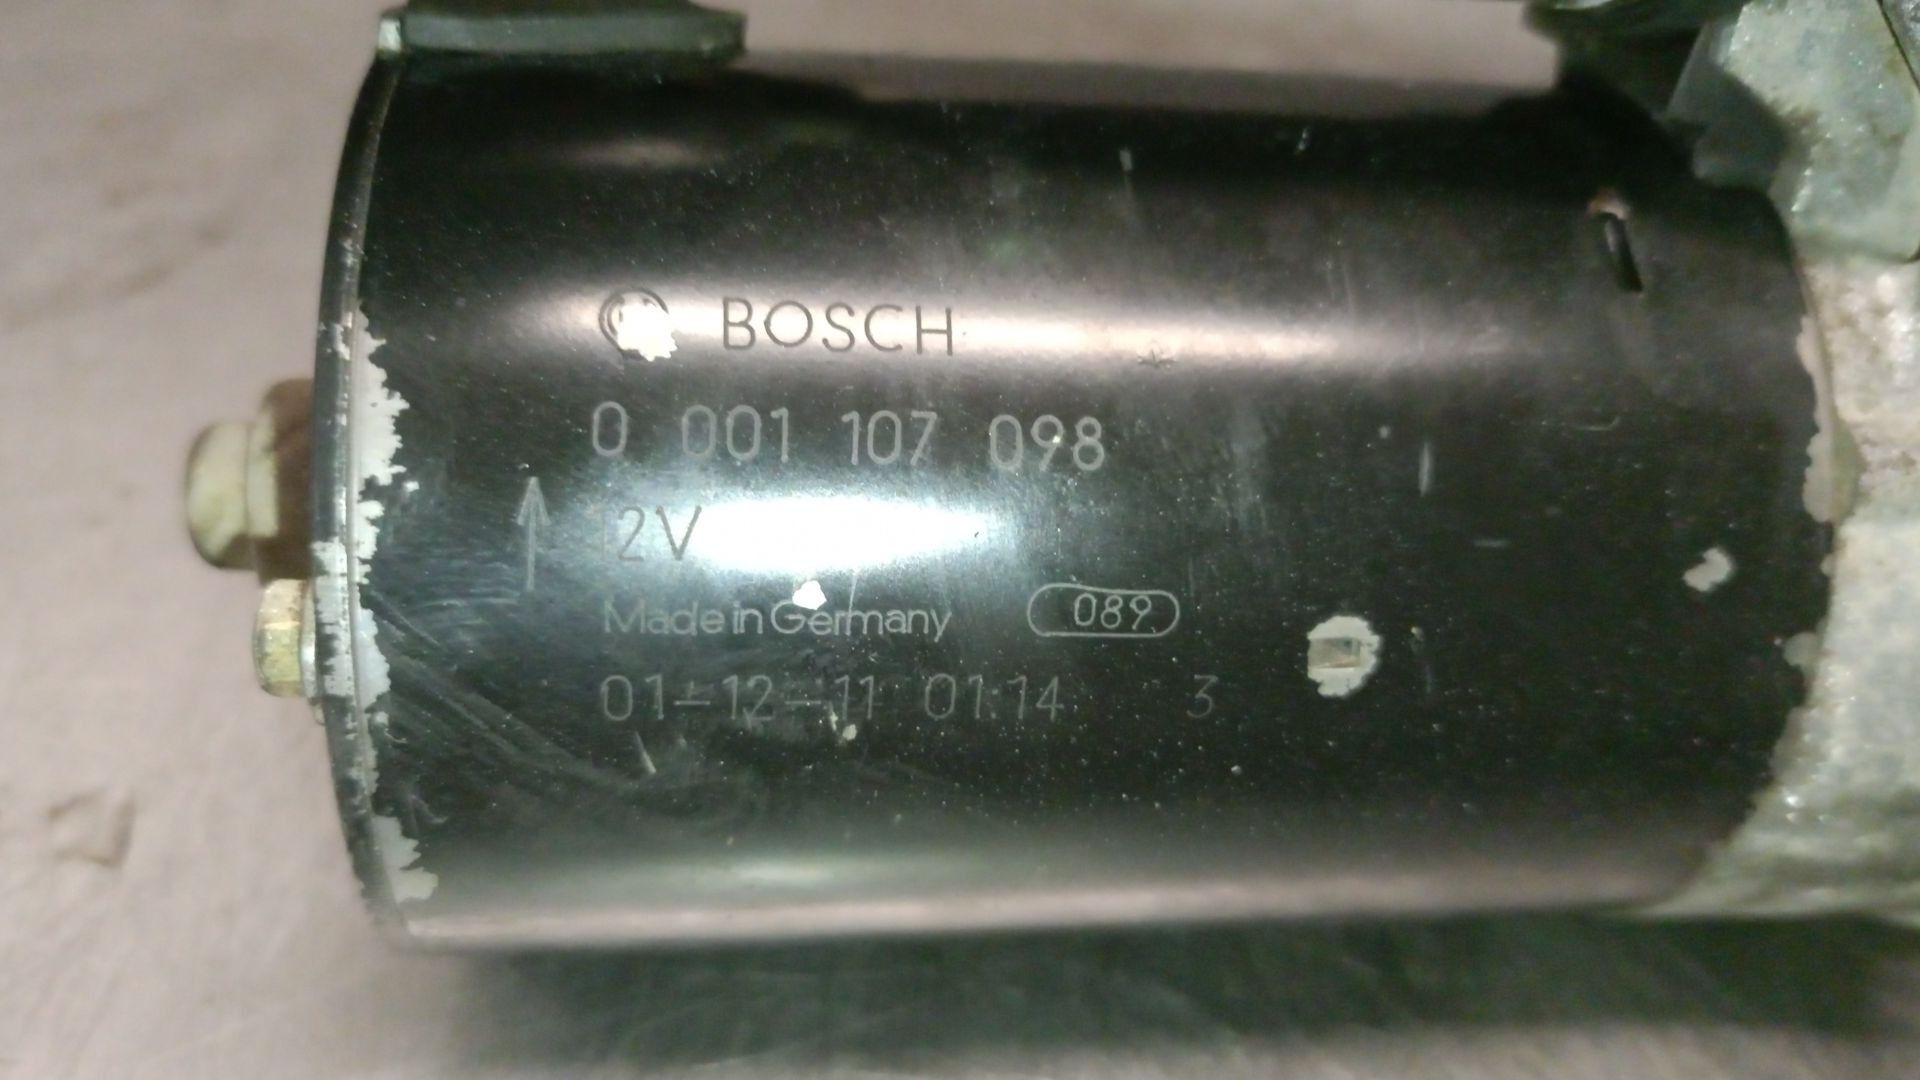 BOSCH
0 001 107 098
12V
Made in Germany 089
01-12-11 01:14 3